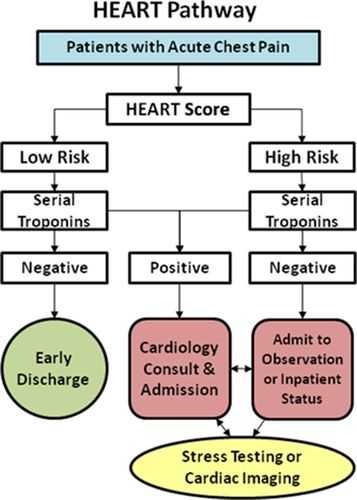 HEART Pathway
Patients with Acute Chest Pain
HEART Score
Low Risk
High Risk
Serial
Troponins
Serial
Troponins
Negative
Positive
Negative
Early
Discharge
Cardiology
Consult &
Admission
Admit to
Observation
or Inpatient
Status
Stress Testing or
Cardiac Imaging